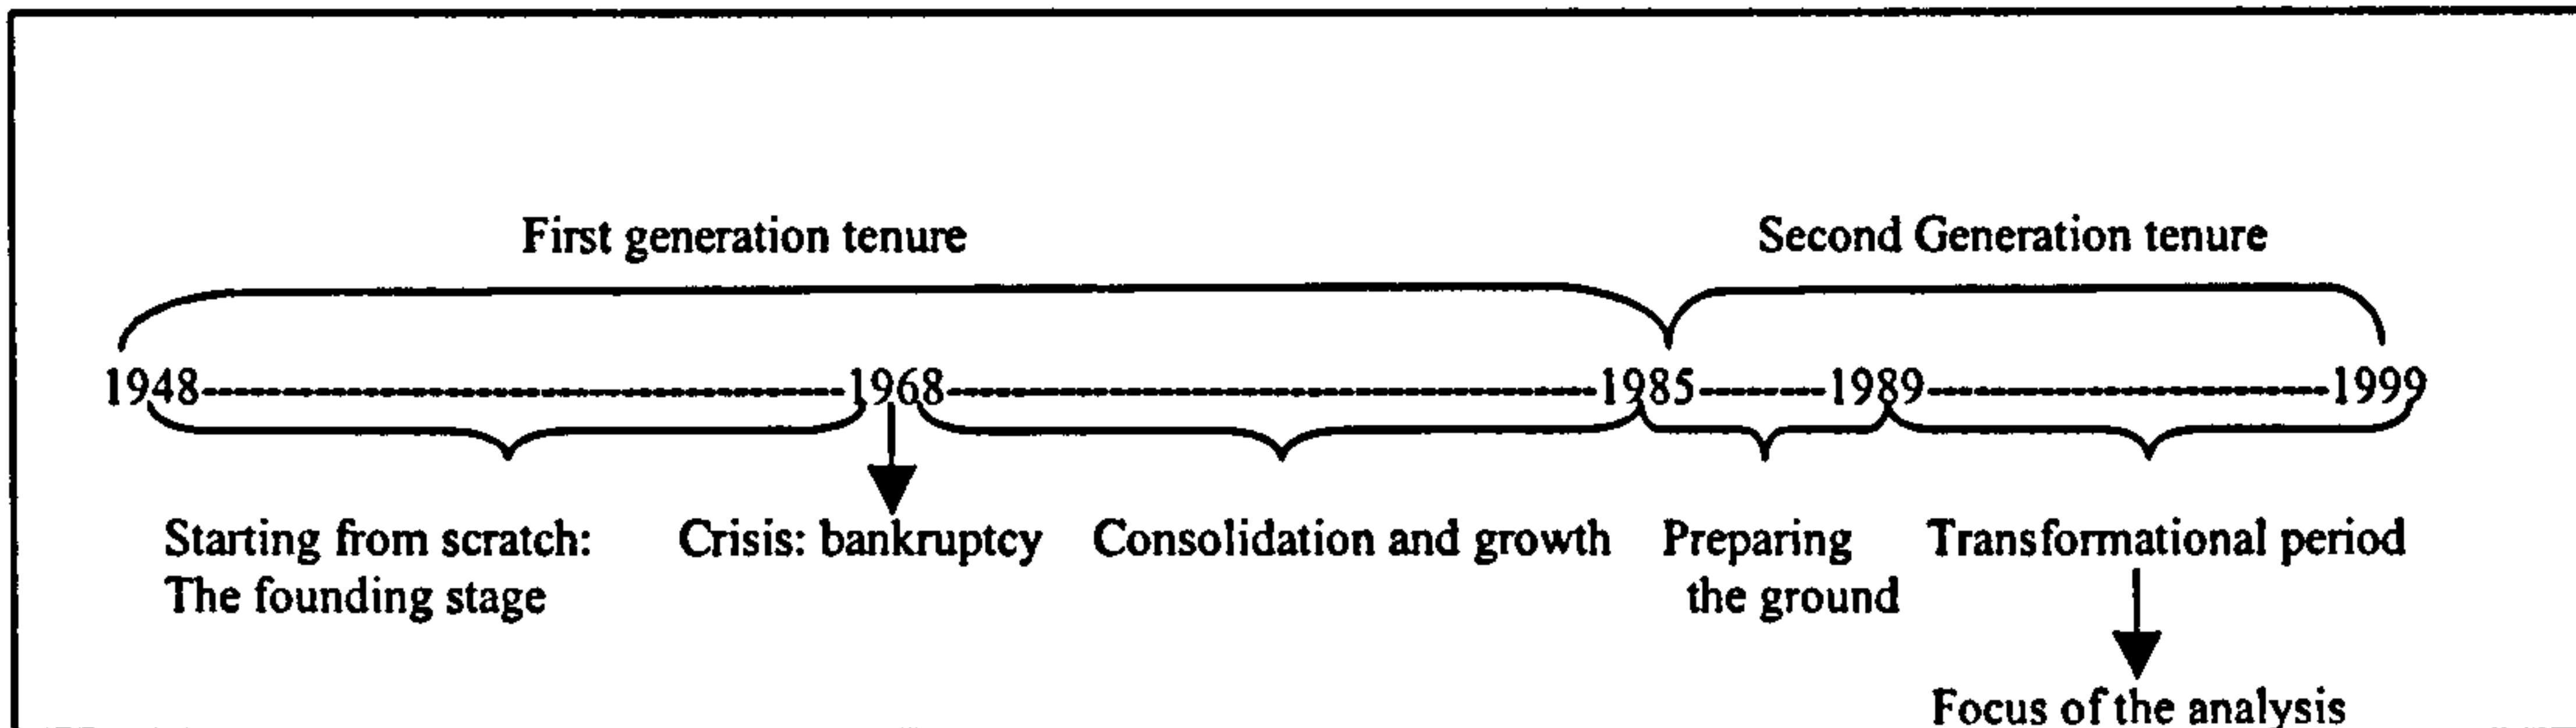 First generation tenure Second Generation tenure
1948 1968 1985 1989 1999
Starting from scratch: Crisis: bankruptcy Consolidation and growth Preparing Transformational period
The founding stage the ground
Focus of the analysis